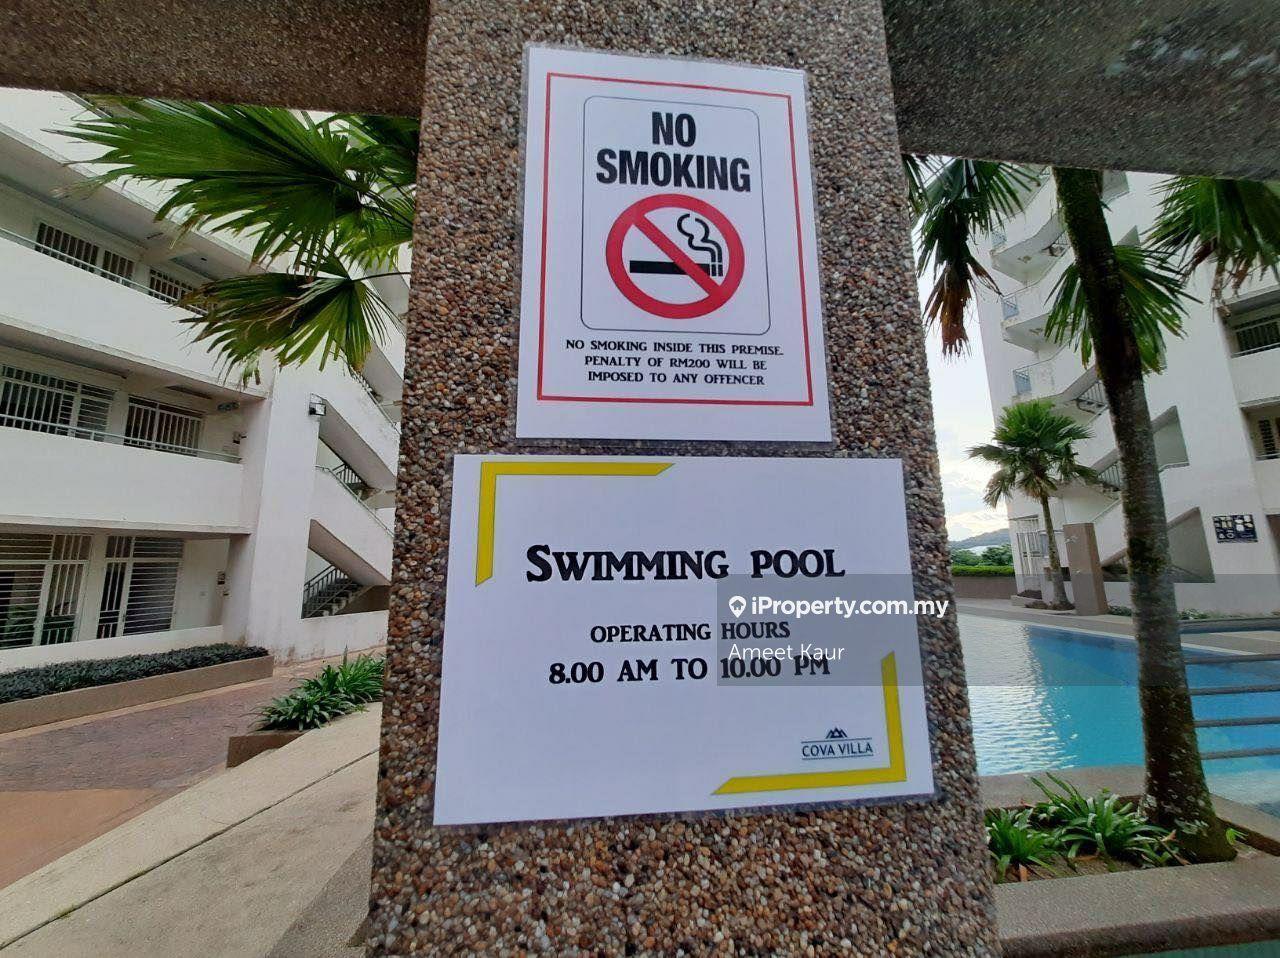 NO
SMOKING
NO SMOKING INSIDE THIS PREMISE.
PENALTY OF RM200 WILL BE
IMPOSED TO ANY OFFENCER
SWIMMING POOL
iProperty.com.my
OPERATING HOURS
Ameet Kaur
8.00 AM TO 10.00 PM
COVA VILLA